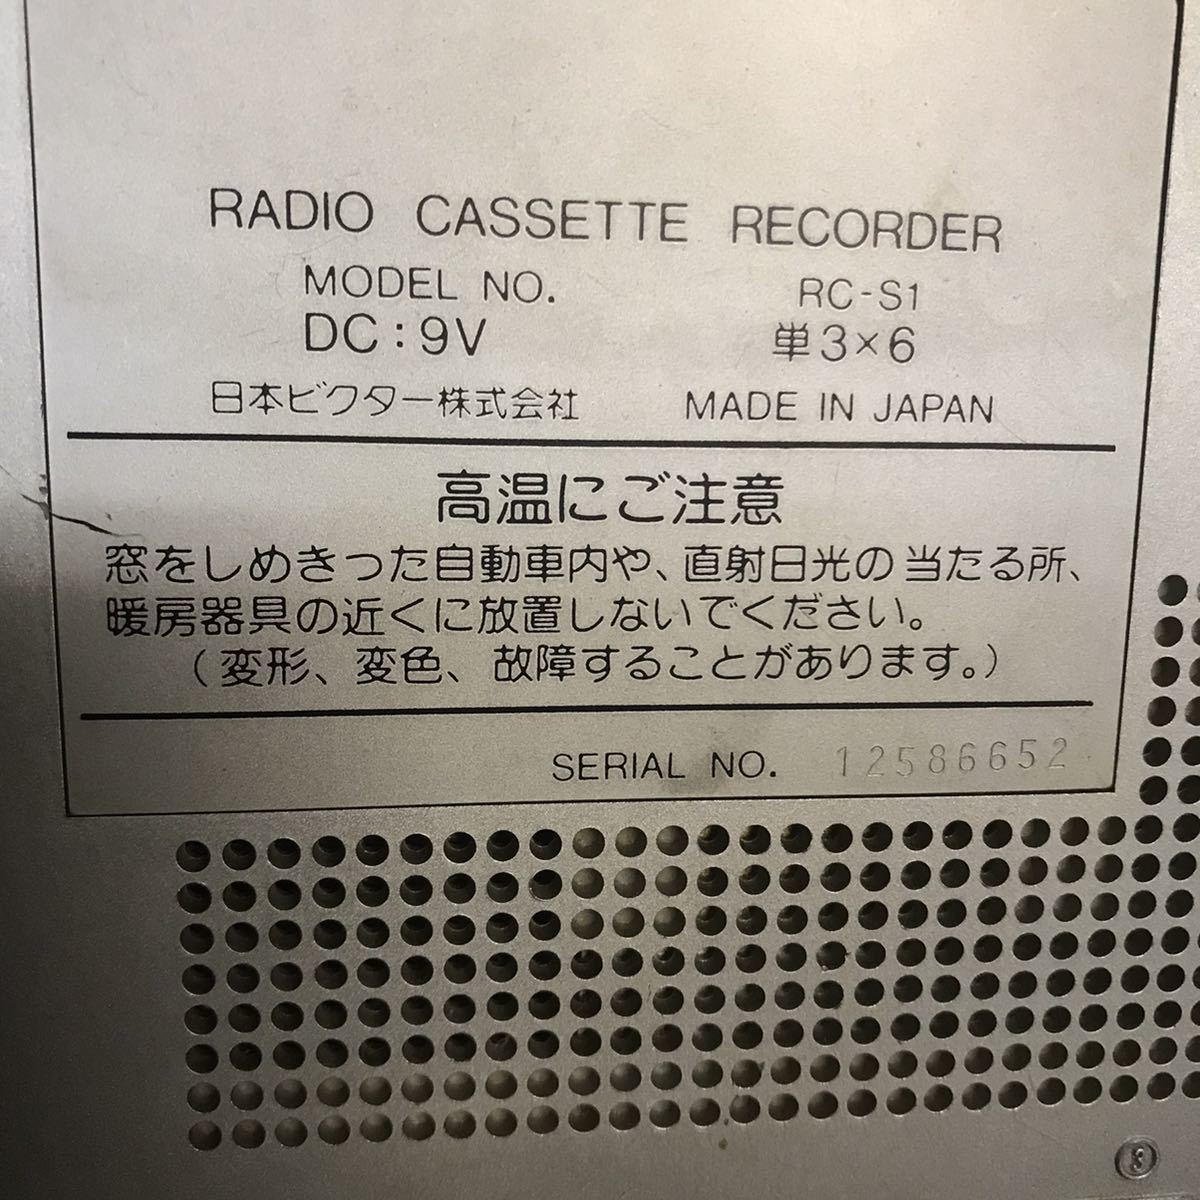 RADIO CASSETTE RECORDER
MODEL NO. RC-S1
DC : 9V 単3×6
日本ビクター株式会社 MADE IN JAPAN
高温にご注意
窓をしめきった自動車内や、直射日光の当たる所、
暖房器具の近くに放置しないでください。
(変形、変色、故障することがあります。)
SERIAL NO. 12586652
3